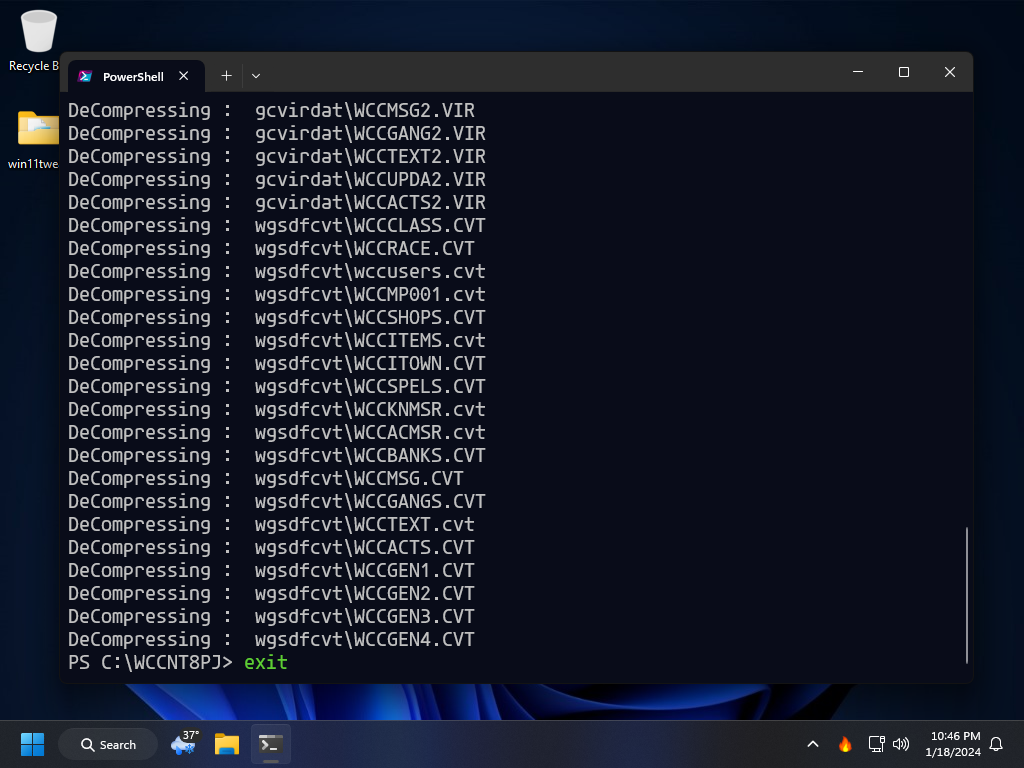 Recycle B
win11twe
PowerShell
DeCompressing :  gcvirdat\WCCMSG2.VIR
DeCompressing :  gcvirdat\WCCGANG2.VIR
DeCompressing :  gcvirdat\WCCTEXT2.VIR
DeCompressing :  gcvirdat\WCCUPDA2.VIR
DeCompressing :  gcvirdat\WCCACTS2.VIR
DeCompressing :  wgsdfcvt\WCCCLASS.CVT
DeCompressing :  wgsdfcvt\WCCRACE.CVT
DeCompressing :  wgsdfcvt\wccusers.cvt
DeCompressing :  wgsdfcvt\WCCMP001.cvt
DeCompressing :  wgsdfcvt\WCCSHOPS.CVT
DeCompressing :  wgsdfcvt\WCCITEMS.cvt
DeCompressing :  wgsdfcvt\WCCITOWN.CVT
DeCompressing :  wgsdfcvt\WCCSPELS.CVT
DeCompressing :  wgsdfcvt\WCCKNMSR.cvt
DeCompressing :  wgsdfcvt\WCCACMSR.cvt
DeCompressing :  wgsdfcvt\WCCBANKS.CVT
DeCompressing :  wgsdfcvt\WCCMSG.CVT
DeCompressing :  wgsdfcvt\WCCGANGS.CVT
DeCompressing :  wgsdfcvt\WCCTEXT.cvt
DeCompressing :  wgsdfcvt\WCCACTS.CVT
DeCompressing :  wgsdfcvt\WCCGEN1.CVT
DeCompressing :  wgsdfcvt\WCCGEN2.CVT
DeCompressing :  wgsdfcvt\WCCGEN3.CVT
DeCompressing :  wgsdfcvt\WCCGEN4.CVT
PS C:\WCCNT8PJ> exit
Search
37°
10:46 PM
1/18/2024